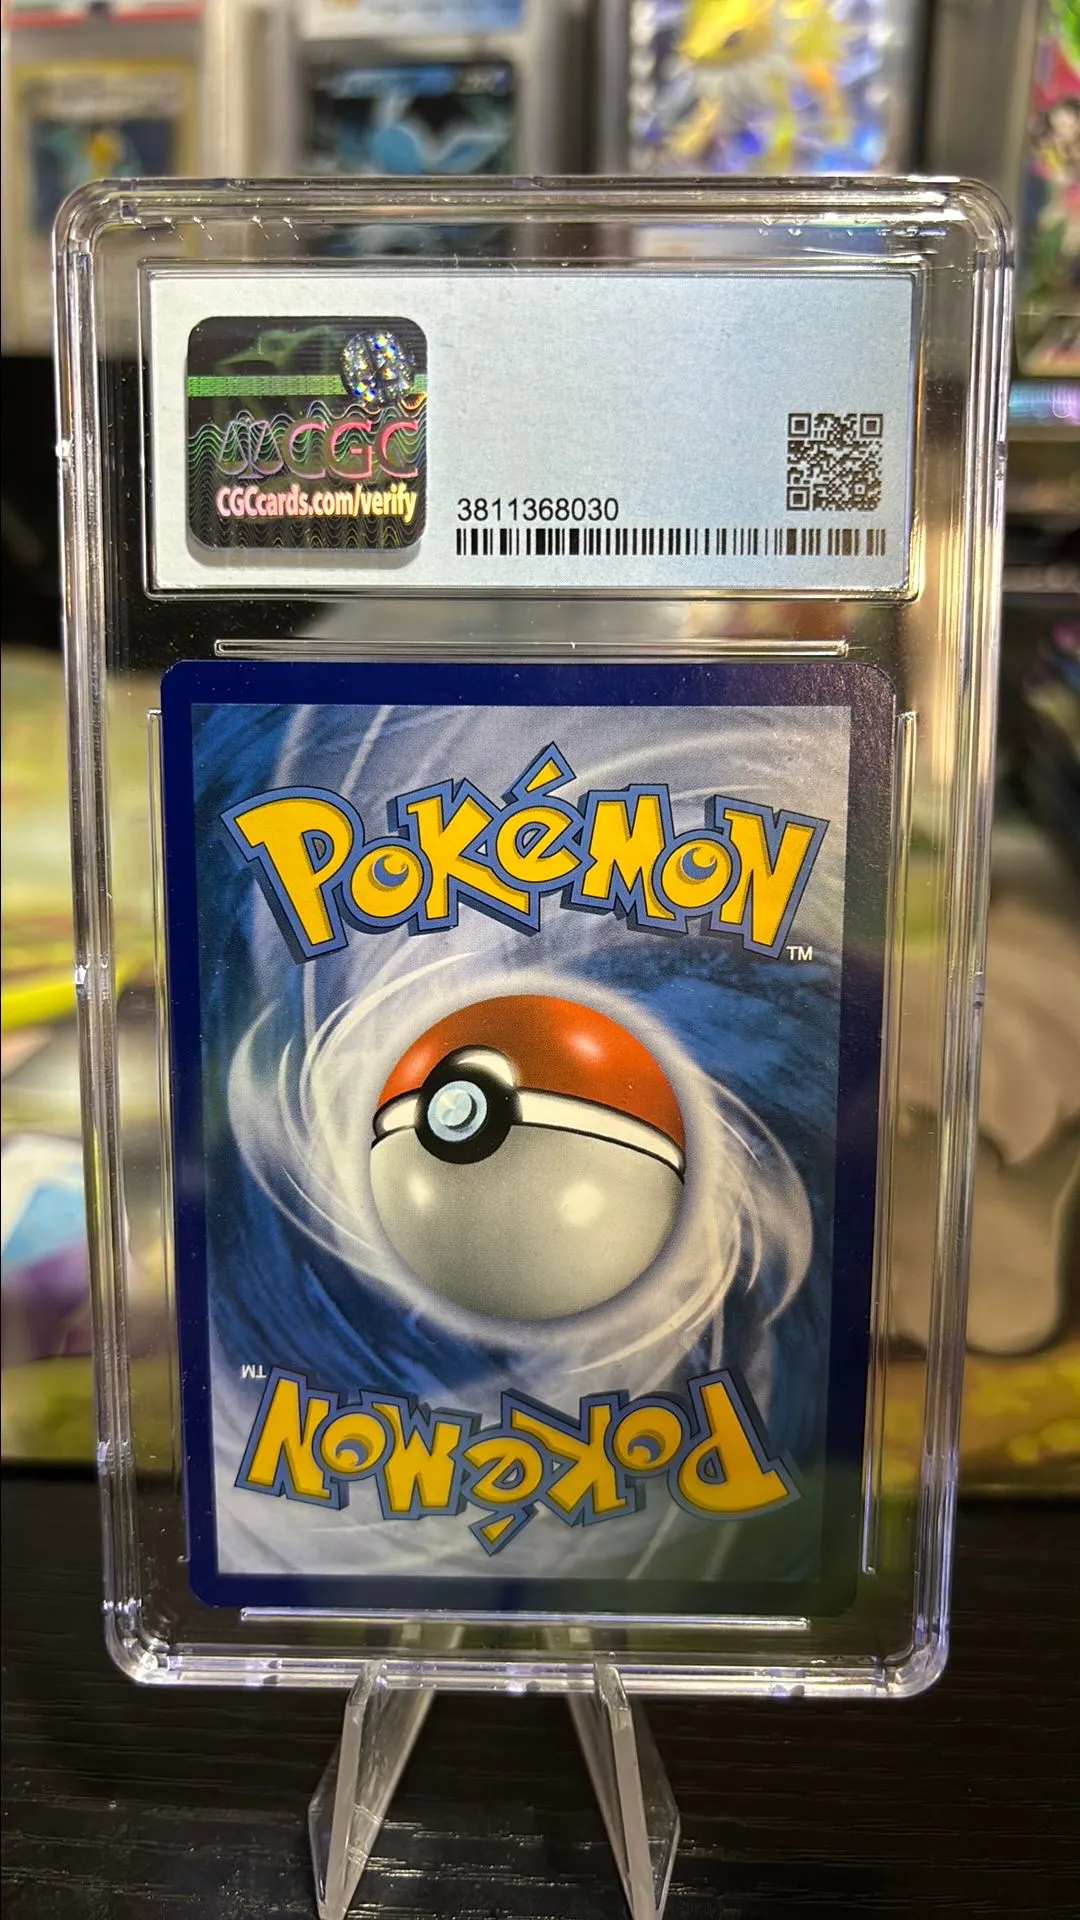 CGC
CGCcards.com/verify
3811368030
POKéMON
TM
TM
POKéMON